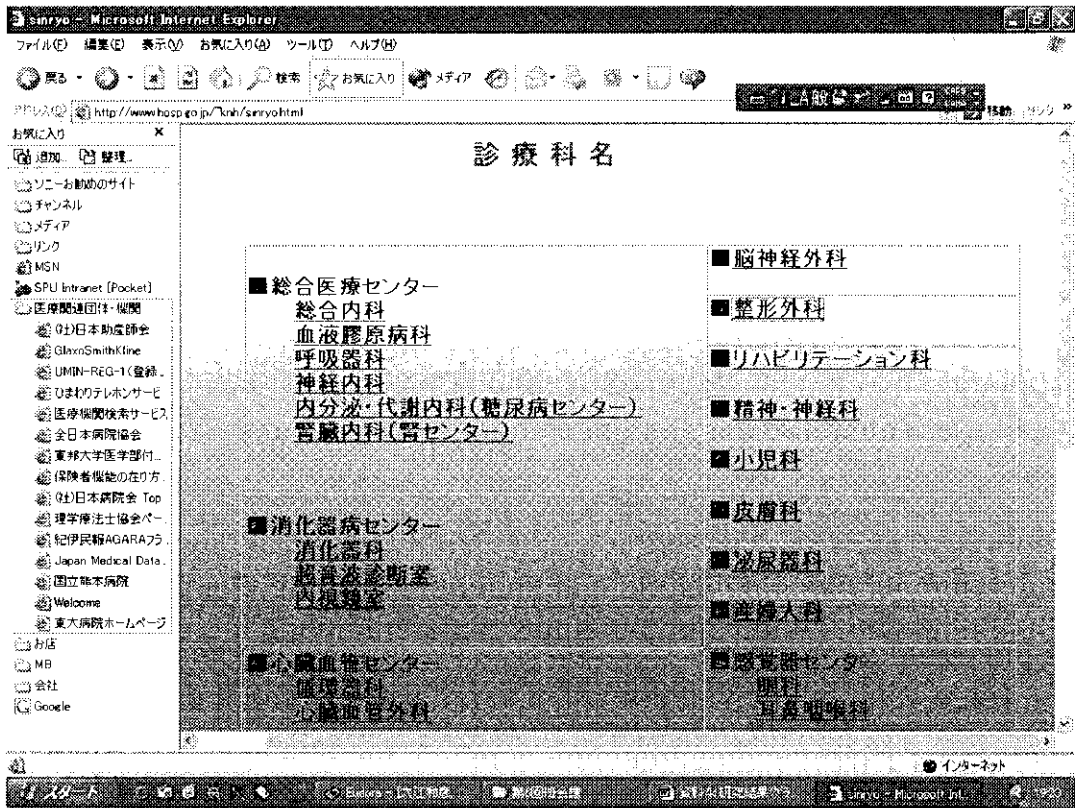 sinryo - Microsoft Internet Explorer
ファイル(F) 編集(E) 表示(V) お気に入り(A) ツール(T) ヘルプ(H)
戻る 検索 お気に入り メディア
アドレス(D) http://www.hosp.go.jp/~knh/sinryo.html 移動 リンク »
お気に入り ×
追加... 整理...
ソニーお勧めのサイト
チャンネル
メディア
リンク
MSN
SPU Intranet [Pocket]
医療関連団体・機関
(社)日本助産師会
GlaxoSmithKline
UMIN-REG-1(登録...
ひまわりテレホンサービ
医療機関検索サービス
全日本病院協会
東邦大学医学部付...
保険者機能の在り方...
(社)日本病院会 Top
理学療法士協会ペー...
紀伊民報AGARAフラ...
Japan Medical Data...
国立熊本病院
Welcome
東大病院ホームページ
お店
MB
会社
Google
診療科名
■総合医療センター
総合内科
血液膠原病科
呼吸器科
神経内科
内分泌・代謝内科(糖尿病センター)
腎臓内科(腎センター)
■消化器病センター
消化器科
超音波診断室
内視鏡室
■心臓血管センター
循環器科
心臓血管外科
■脳神経外科
■整形外科
■リハビリテーション科
■精神・神経科
■小児科
■皮膚科
■泌尿器科
■産婦人科
■感覚器センター
眼科
耳鼻咽喉科
インターネット
スタート
sinryo - Microsoft Int...